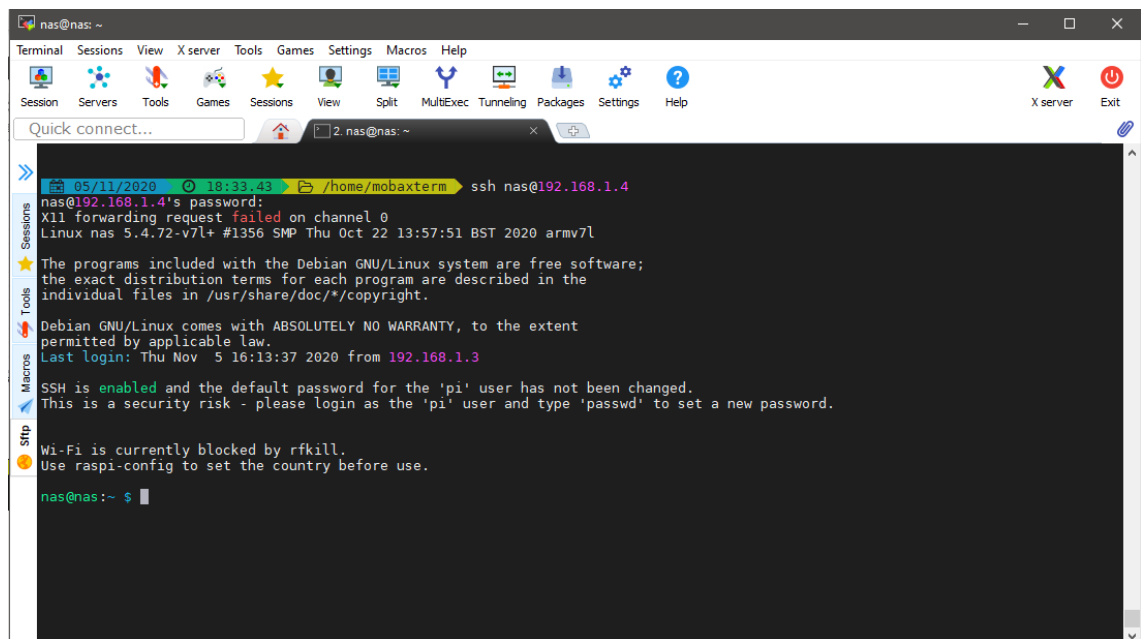 nas@nas: ~
Terminal Sessions View X server Tools Games Settings Macros Help
Session Servers Tools Games Sessions View Split MultiExec Tunneling Packages Settings Help X server Exit
Quick connect... 2. nas@nas: ~
05/11/2020 18:33.43 /home/mobaxterm ssh nas@192.168.1.4
nas@192.168.1.4's password:
X11 forwarding request failed on channel 0
Linux nas 5.4.72-v7l+ #1356 SMP Thu Oct 22 13:57:51 BST 2020 armv7l
The programs included with the Debian GNU/Linux system are free software;
the exact distribution terms for each program are described in the
individual files in /usr/share/doc/*/copyright.
Debian GNU/Linux comes with ABSOLUTELY NO WARRANTY, to the extent
permitted by applicable law.
Last login: Thu Nov  5 16:13:37 2020 from 192.168.1.3
SSH is enabled and the default password for the 'pi' user has not been changed.
This is a security risk - please login as the 'pi' user and type 'passwd' to set a new password.
Wi-Fi is currently blocked by rfkill.
Use raspi-config to set the country before use.
nas@nas:~ $
Sessions
Tools
Macros
Sftp